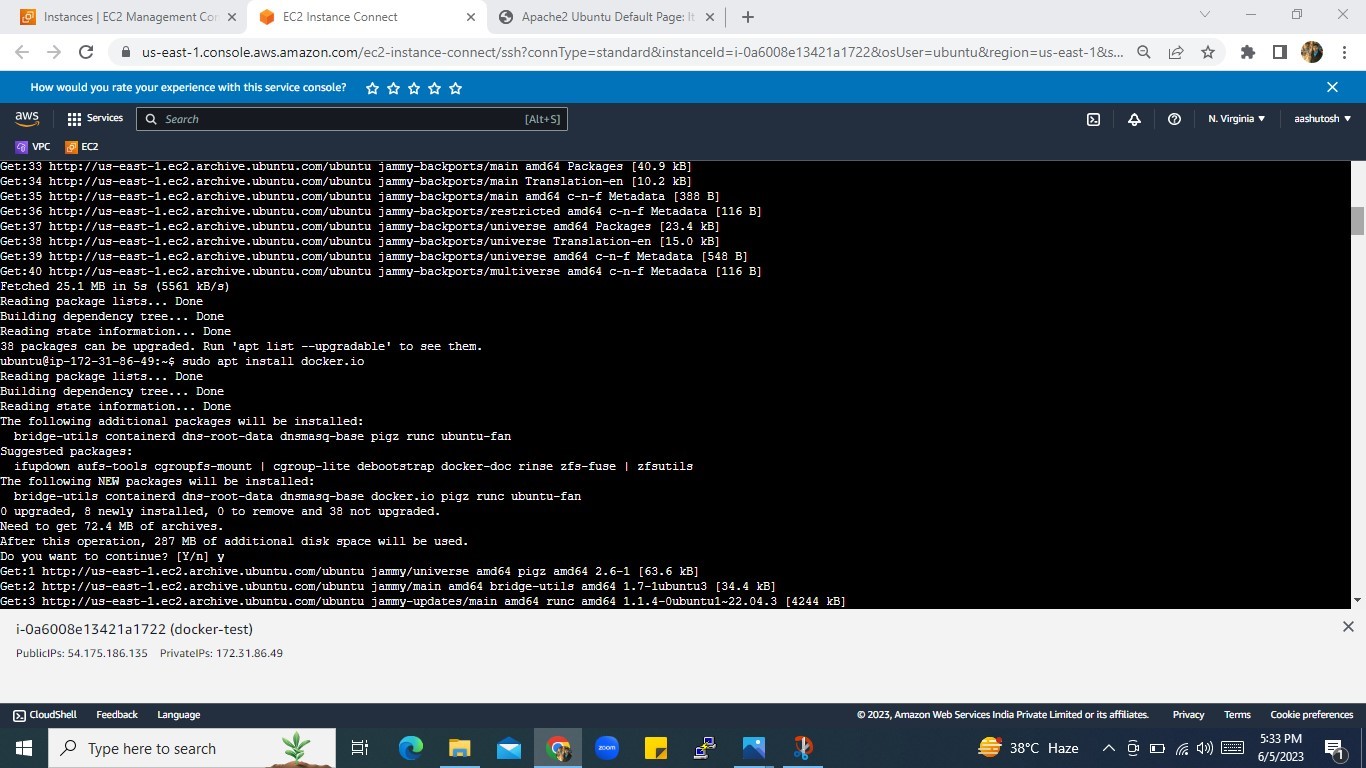 Instances | EC2 Management Con
EC2 Instance Connect
Apache2 Ubuntu Default Page: It
us-east-1.console.aws.amazon.com/ec2-instance-connect/ssh?connType=standard&instanceId=i-0a6008e13421a1722&osUser=ubuntu&region=us-east-1&s...
How would you rate your experience with this service console?
aws Services Search [Alt+S] N. Virginia aashutosh
VPC EC2
Get:33 http://us-east-1.ec2.archive.ubuntu.com/ubuntu jammy-backports/main amd64 Packages [40.9 kB]
Get:34 http://us-east-1.ec2.archive.ubuntu.com/ubuntu jammy-backports/main Translation-en [10.2 kB]
Get:35 http://us-east-1.ec2.archive.ubuntu.com/ubuntu jammy-backports/main amd64 c-n-f Metadata [388 B]
Get:36 http://us-east-1.ec2.archive.ubuntu.com/ubuntu jammy-backports/restricted amd64 c-n-f Metadata [116 B]
Get:37 http://us-east-1.ec2.archive.ubuntu.com/ubuntu jammy-backports/universe amd64 Packages [23.4 kB]
Get:38 http://us-east-1.ec2.archive.ubuntu.com/ubuntu jammy-backports/universe Translation-en [15.0 kB]
Get:39 http://us-east-1.ec2.archive.ubuntu.com/ubuntu jammy-backports/universe amd64 c-n-f Metadata [548 B]
Get:40 http://us-east-1.ec2.archive.ubuntu.com/ubuntu jammy-backports/multiverse amd64 c-n-f Metadata [116 B]
Fetched 25.1 MB in 5s (5561 kB/s)
Reading package lists... Done
Building dependency tree... Done
Reading state information... Done
38 packages can be upgraded. Run 'apt list --upgradable' to see them.
ubuntu@ip-172-31-86-49:~$ sudo apt install docker.io
Reading package lists... Done
Building dependency tree... Done
Reading state information... Done
The following additional packages will be installed:
bridge-utils containerd dns-root-data dnsmasq-base pigz runc ubuntu-fan
Suggested packages:
ifupdown aufs-tools cgroupfs-mount | cgroup-lite debootstrap docker-doc rinse zfs-fuse | zfsutils
The following NEW packages will be installed:
bridge-utils containerd dns-root-data dnsmasq-base docker.io pigz runc ubuntu-fan
0 upgraded, 8 newly installed, 0 to remove and 38 not upgraded.
Need to get 72.4 MB of archives.
After this operation, 287 MB of additional disk space will be used.
Do you want to continue? [Y/n] y
Get:1 http://us-east-1.ec2.archive.ubuntu.com/ubuntu jammy/universe amd64 pigz amd64 2.6-1 [63.6 kB]
Get:2 http://us-east-1.ec2.archive.ubuntu.com/ubuntu jammy/main amd64 bridge-utils amd64 1.7-1ubuntu3 [34.4 kB]
Get:3 http://us-east-1.ec2.archive.ubuntu.com/ubuntu jammy-updates/main amd64 runc amd64 1.1.4-0ubuntu1~22.04.3 [4244 kB]
i-0a6008e13421a1722 (docker-test)
PublicIPs: 54.175.186.135 PrivateIPs: 172.31.86.49
CloudShell Feedback Language © 2023, Amazon Web Services India Private Limited or its affiliates. Privacy Terms Cookie preferences
Type here to search zoom 38°C Haze 5:33 PM
6/5/2023 1